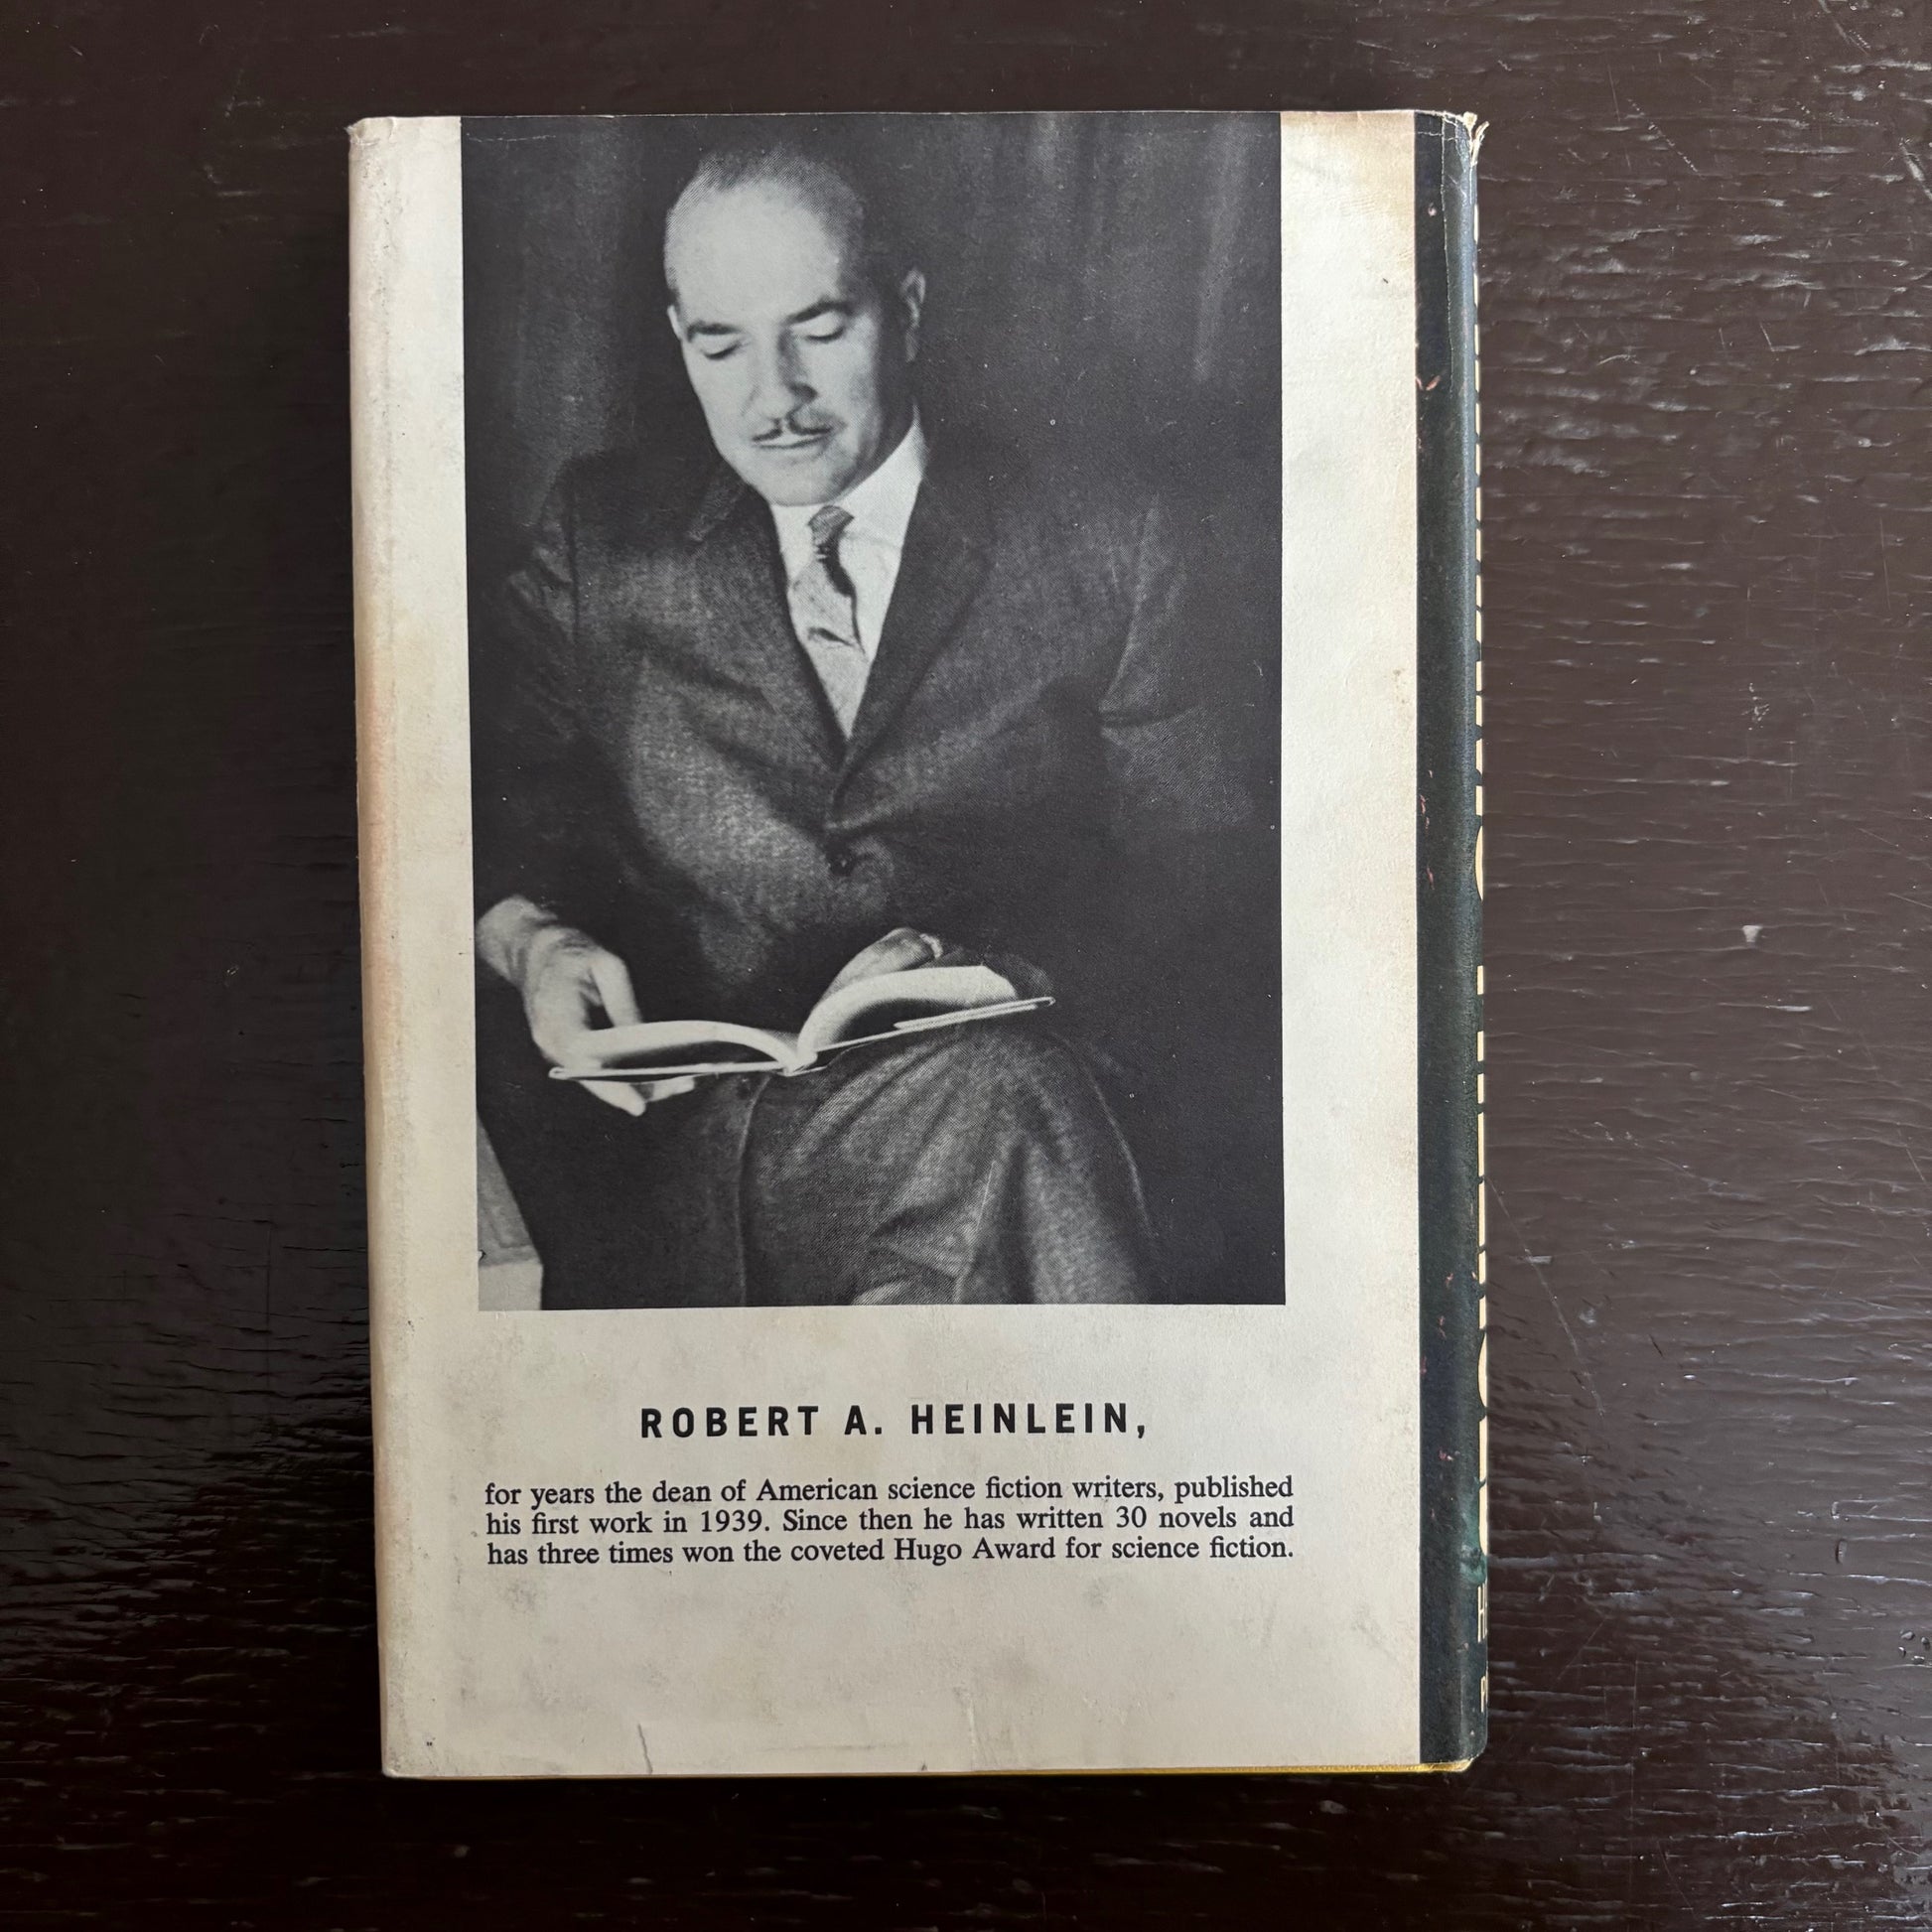 ROBERT A. HEINLEIN,
for years the dean of American science fiction writers, published
his first work in 1939. Since then he has written 30 novels and
has three times won the coveted Hugo Award for science fiction.